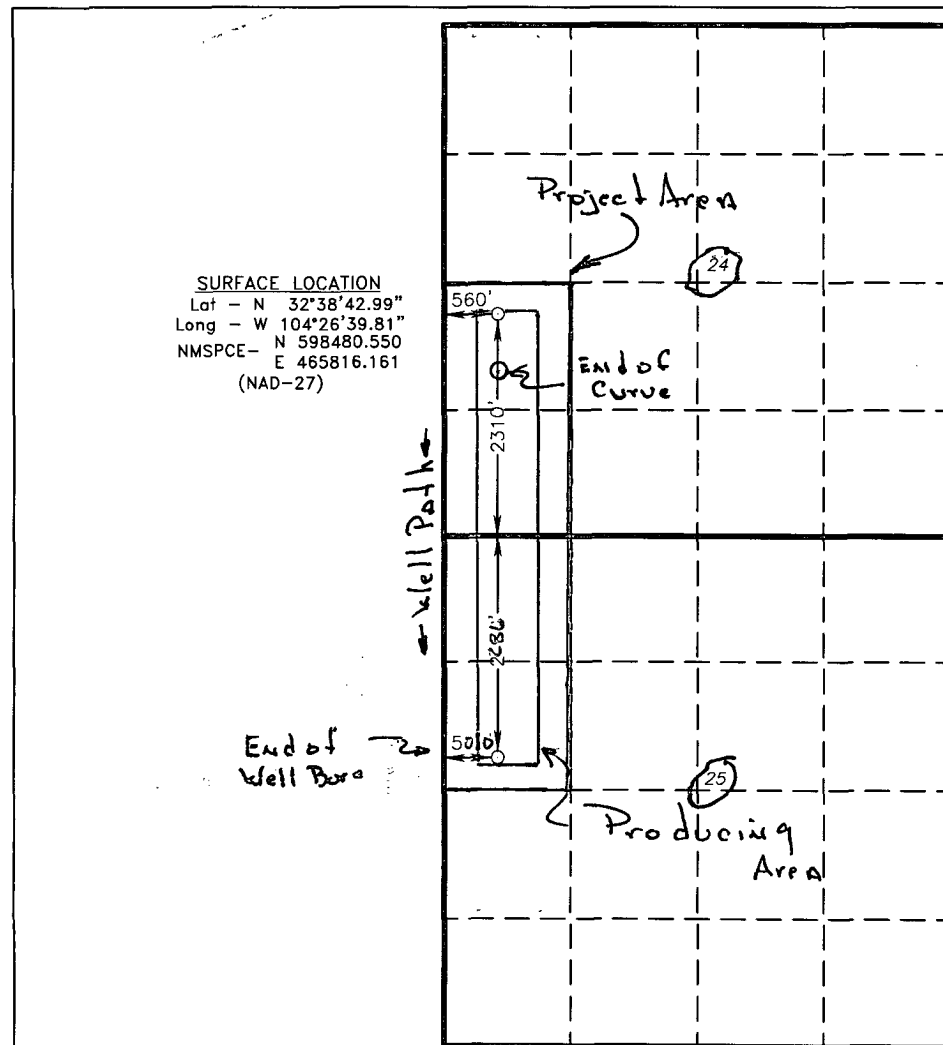 Project Area
24
SURFACE LOCATION
Lat - N 32°38'42.99"
Long - W 104°26'39.81"
NMSPCE- N 598480.550
E 465816.161
(NAD-27)
560'
End of
Curve
2310'
Well Path
2286'
End of
Well Bore
500'
25
Producing
Area